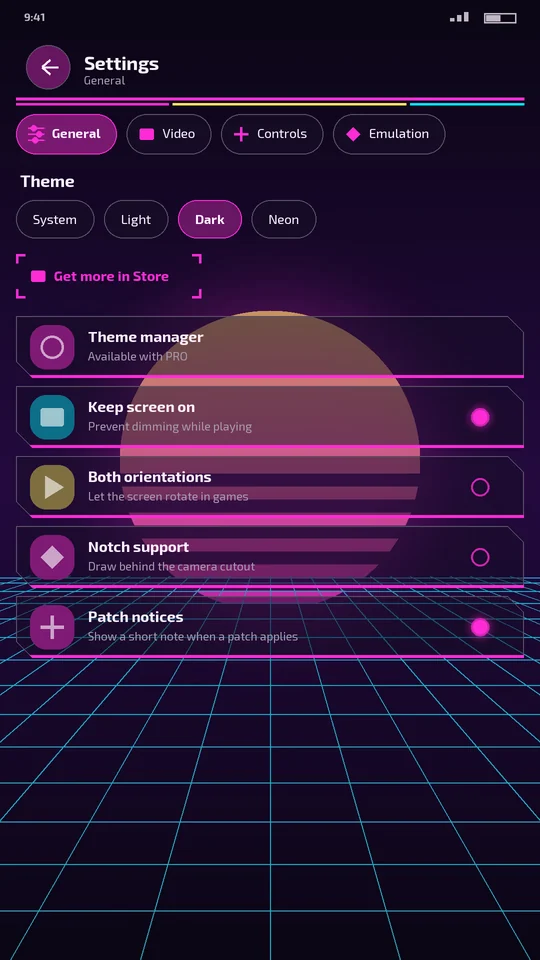 9:41
Settings
General
General
Video
Controls
Emulation
Theme
System
Light
Dark
Neon
Get more in Store
Theme manager
Available with PRO
Keep screen on
Prevent dimming while playing
Both orientations
Let the screen rotate in games
Notch support
Draw behind the camera cutout
Patch notices
Show a short note when a patch applies